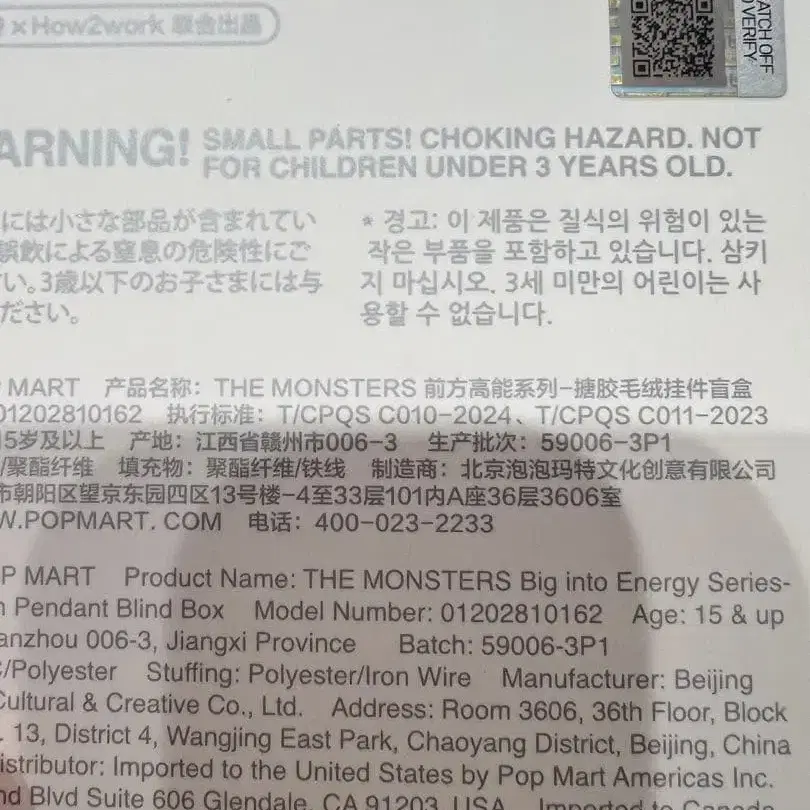 × How2work 联合出品
ATCH OFF
O VERIFY
ARNING! SMALL PARTS! CHOKING HAZARD. NOT
FOR CHILDREN UNDER 3 YEARS OLD.
には小さな部品が含まれてい
誤飲による窒息の危険性にご
い。3歳以下のお子さまには与
ださい。
* 경고: 이 제품은 질식의 위험이 있는
작은 부품을 포함하고 있습니다. 삼키
지 마십시오. 3세 미만의 어린이는 사
용할 수 없습니다.
P MART 产品名称：THE MONSTERS 前方高能系列-搪胶毛绒挂件盲盒
01202810162 执行标准：T/CPQS C010-2024、T/CPQS C011-2023
15岁及以上 产地：江西省赣州市006-3 生产批次：59006-3P1
/聚酯纤维 填充物：聚酯纤维/铁线 制造商：北京泡泡玛特文化创意有限公司
市朝阳区望京东园四区13号楼-4至33层101内A座36层3606室
W.POPMART.COM 电话：400-023-2233
P MART Product Name: THE MONSTERS Big into Energy Series-
n Pendant Blind Box Model Number: 01202810162 Age: 15 & up
anzhou 006-3, Jiangxi Province Batch: 59006-3P1
C/Polyester Stuffing: Polyester/Iron Wire Manufacturer: Beijing
Cultural & Creative Co., Ltd. Address: Room 3606, 36th Floor, Block
. 13, District 4, Wangjing East Park, Chaoyang District, Beijing, China
istributor: Imported to the United States by Pop Mart Americas Inc.
nd Blvd Suite 606 Glendale, CA 91203, USA Imported to Canada